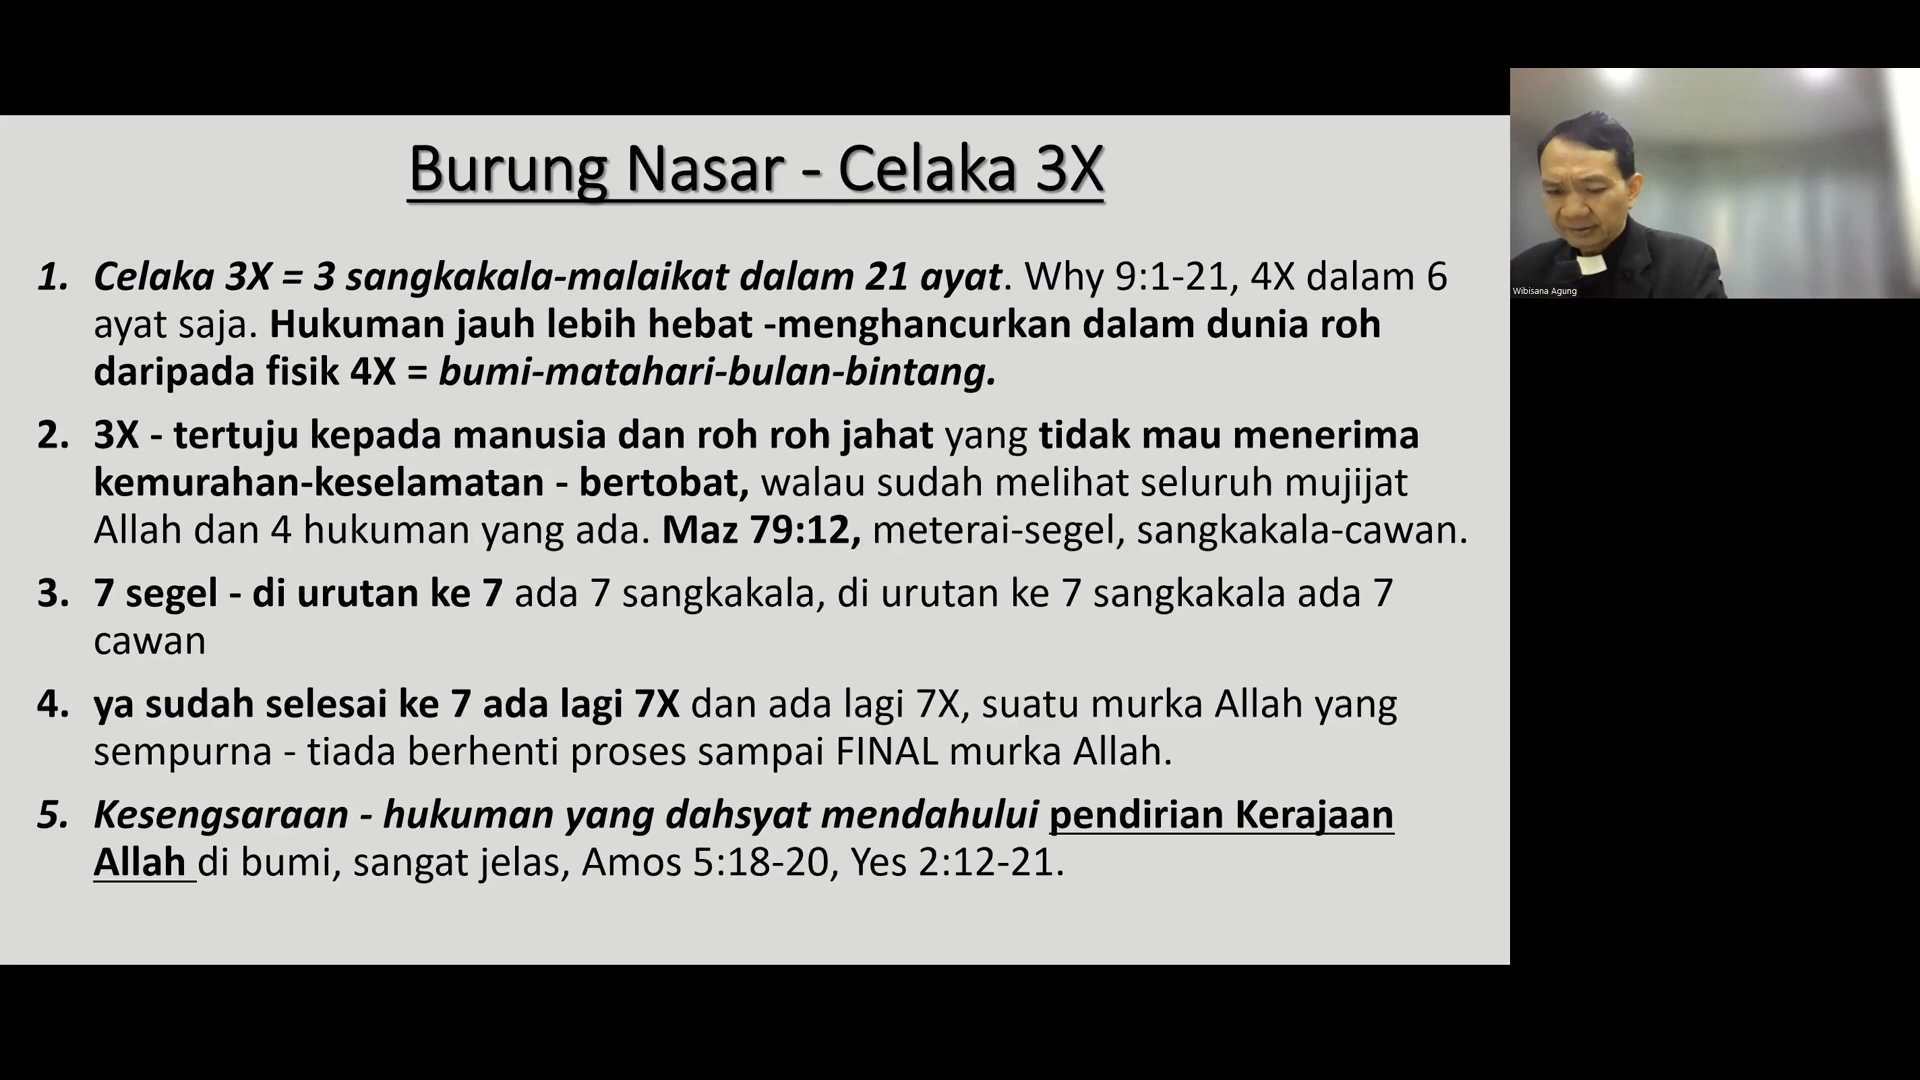 Burung Nasar - Celaka 3X
1. Celaka 3X = 3 sangkakala-malaikat dalam 21 ayat. Why 9:1-21, 4X dalam 6
ayat saja. Hukuman jauh lebih hebat -menghancurkan dalam dunia roh
daripada fisik 4X = bumi-matahari-bulan-bintang.
2. 3X - tertuju kepada manusia dan roh roh jahat yang tidak mau menerima
kemurahan-keselamatan - bertobat, walau sudah melihat seluruh mujijat
Allah dan 4 hukuman yang ada. Maz 79:12, meterai-segel, sangkakala-cawan.
3. 7 segel - di urutan ke 7 ada 7 sangkakala, di urutan ke 7 sangkakala ada 7
cawan
4. ya sudah selesai ke 7 ada lagi 7X dan ada lagi 7X, suatu murka Allah yang
sempurna - tiada berhenti proses sampai FINAL murka Allah.
5. Kesengsaraan - hukuman yang dahsyat mendahului pendirian Kerajaan
Allah di bumi, sangat jelas, Amos 5:18-20, Yes 2:12-21.
Wibisana Agung